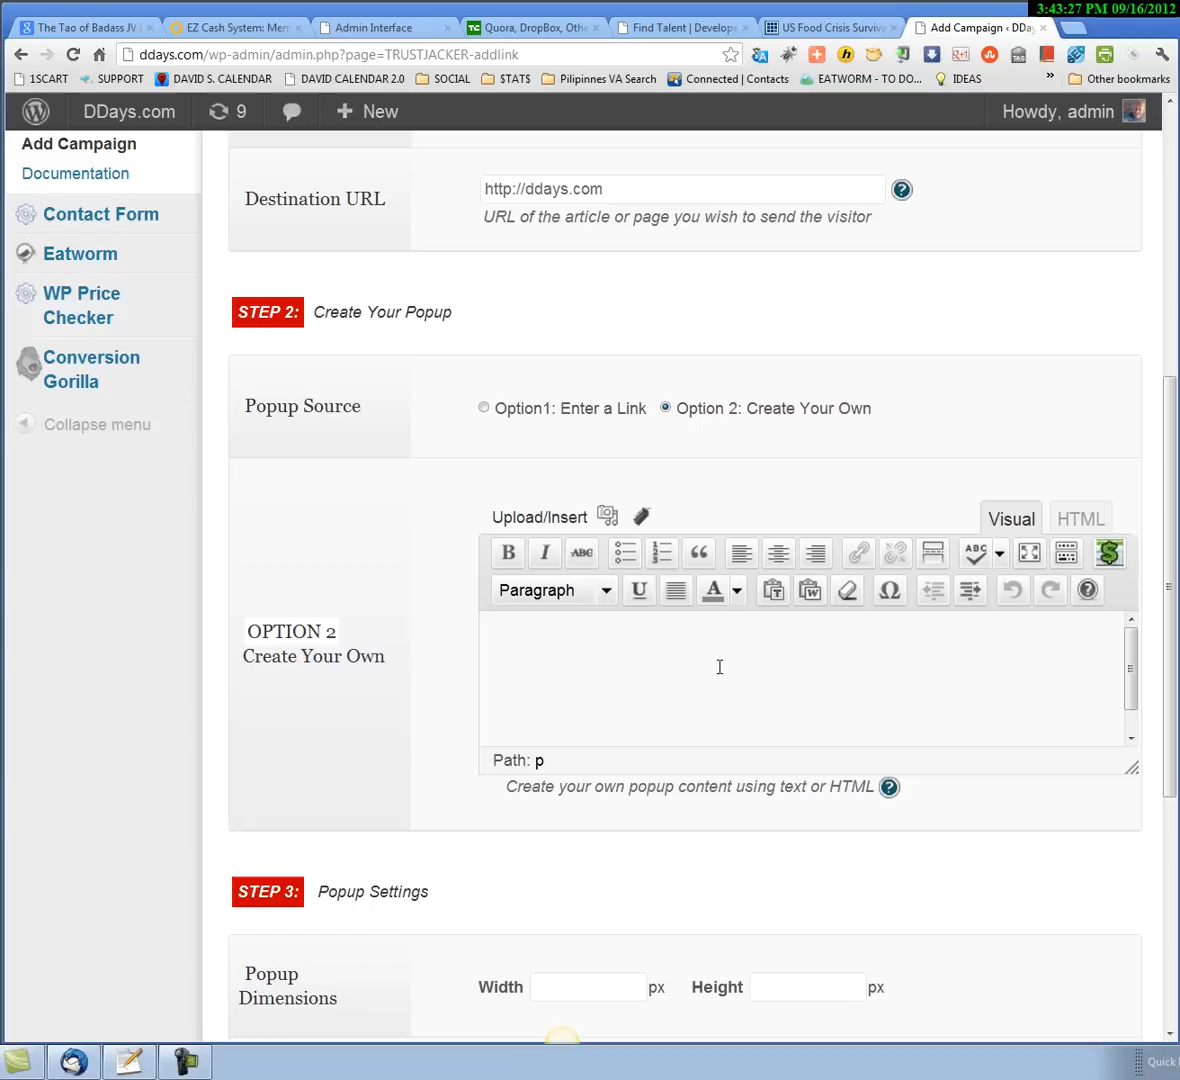 3:43:27 PM 09/16/2012
The Tao of Badass JV
EZ Cash System: Mem
Admin Interface
Quora, DropBox, Othe
Find Talent | Develope
US Food Crisis Surviva
Add Campaign ‹ DDay
ddays.com/wp-admin/admin.php?page=TRUSTJACKER-addlink
1SCART
SUPPORT
DAVID S. CALENDAR
DAVID CALENDAR 2.0
SOCIAL
STAT$
Pilipinnes VA Search
Connected | Contacts
EATWORM - TO DO...
IDEAS
»
Other bookmarks
DDays.com
9
+ New
Howdy, admin
Add Campaign
Documentation
Contact Form
Eatworm
WP Price
Checker
Conversion
Gorilla
Collapse menu
Destination URL
http://ddays.com
URL of the article or page you wish to send the visitor
STEP 2: Create Your Popup
Popup Source
Option1: Enter a Link
Option 2: Create Your Own
Upload/Insert
Visual
HTML
B I ABC
ABC
Paragraph
U
A
Ω
OPTION 2
Create Your Own
Path: p
Create your own popup content using text or HTML
STEP 3: Popup Settings
Popup
Dimensions
Width px Height px
Quick